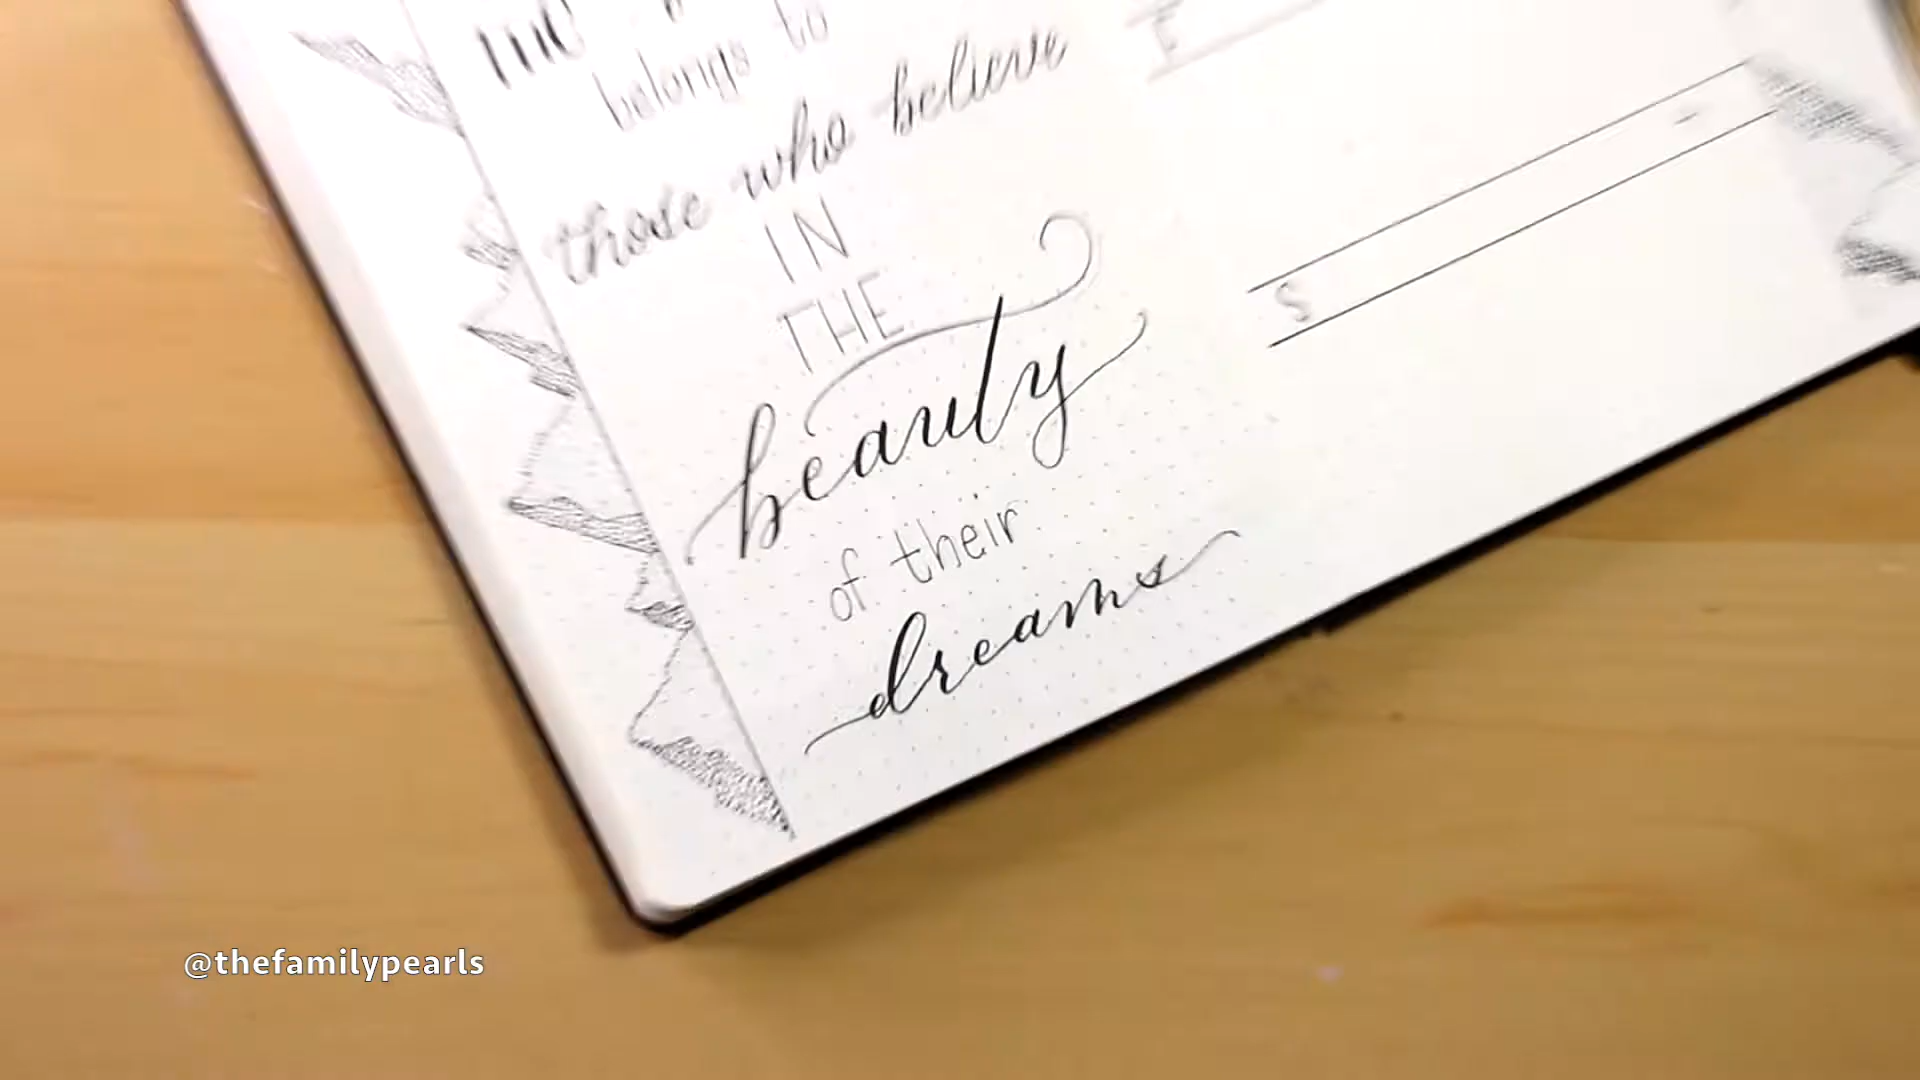 belongs to
those who believe
IN
THE
beauty
of their
dreams
S
@thefamilypearls